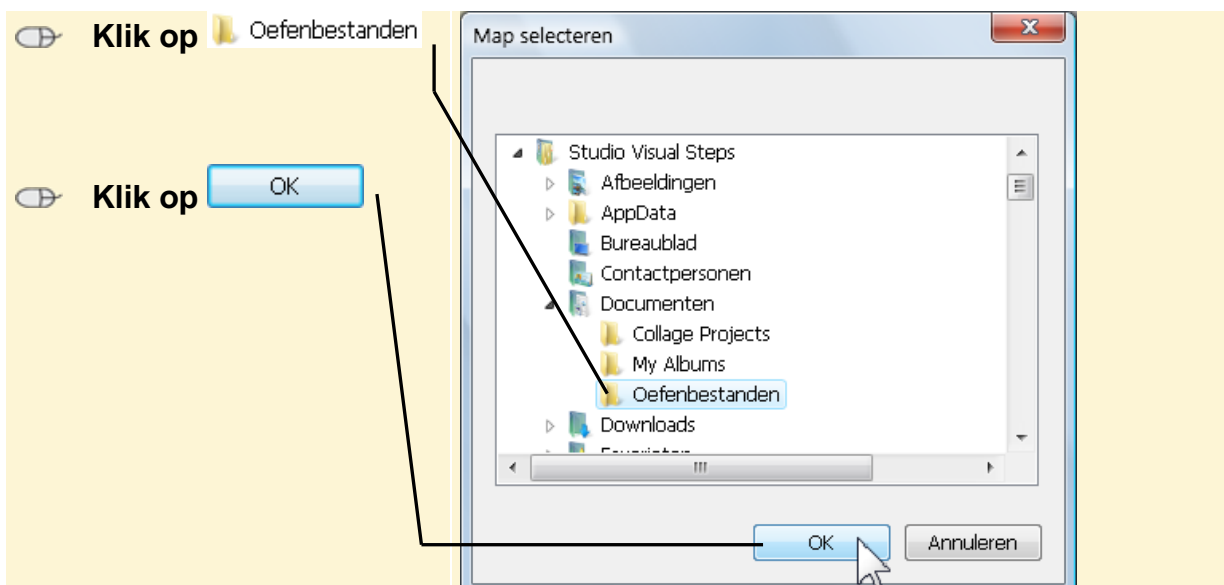 Klik op Oefenbestanden
Klik op OK
Map selecteren
Studio Visual Steps
Afbeeldingen
AppData
Bureaublad
Contactpersonen
Documenten
Collage Projects
My Albums
Oefenbestanden
Downloads
OK Annuleren